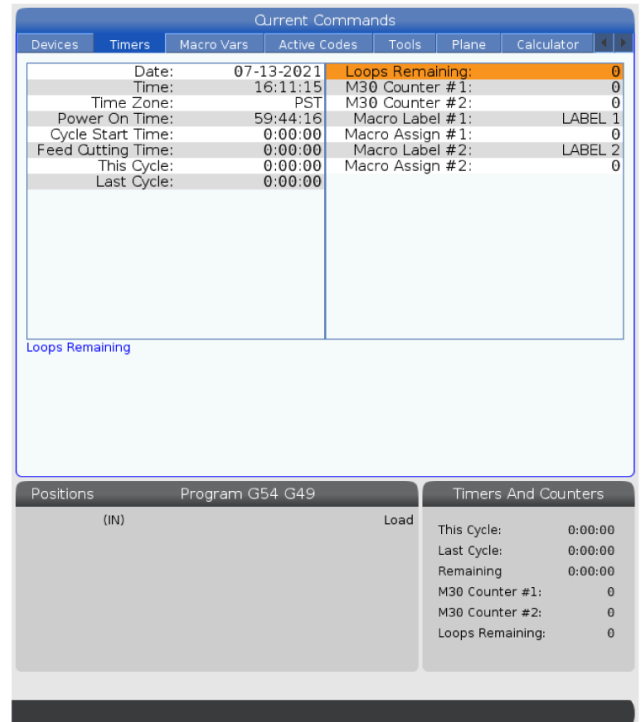 Current Commands
Devices Timers Macro Vars Active Codes Tools Plane Calculator
Date: 07-13-2021
Time: 16:11:15
Time Zone: PST
Power On Time: 59:44:16
Cycle Start Time: 0:00:00
Feed Cutting Time: 0:00:00
This Cycle: 0:00:00
Last Cycle: 0:00:00
Loops Remaining: 0
M30 Counter #1: 0
M30 Counter #2: 0
Macro Label #1: LABEL 1
Macro Assign #1: 0
Macro Label #2: LABEL 2
Macro Assign #2: 0
Loops Remaining
Positions Program G54 G49
(IN) Load
Timers And Counters
This Cycle: 0:00:00
Last Cycle: 0:00:00
Remaining 0:00:00
M30 Counter #1: 0
M30 Counter #2: 0
Loops Remaining: 0